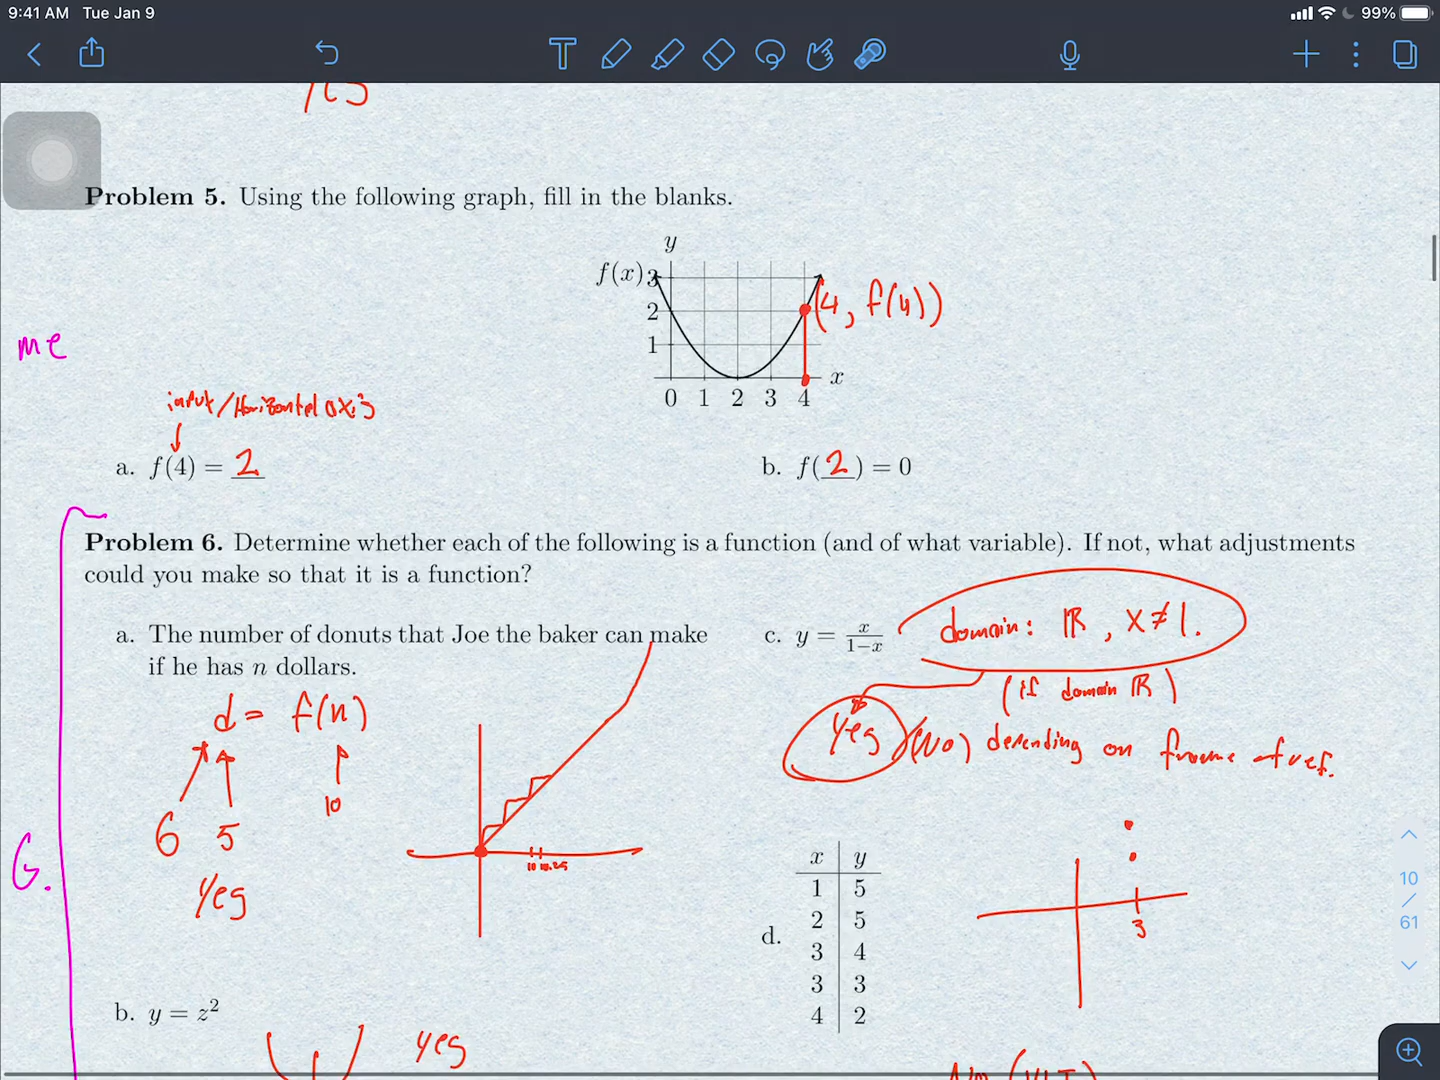 9:41 AM Tue Jan 9
99%
Problem 5. Using the following graph, fill in the blanks.
y
f(x) 3
2
1
x
0 1 2 3 4
(4, f(4))
me
input/Horizontal axis
a. f(4) = 2
b. f(2) = 0
Problem 6. Determine whether each of the following is a function (and of what variable). If not, what adjustments
could you make so that it is a function?
a. The number of donuts that Joe the baker can make
if he has n dollars.
d = f(n)
10
6 5
Yes
10 10.25
G.
b. y = z²
yes
c. y = x/(1−x)
domain: ℝ, x ≠ 1.
(if domain ℝ)
Yes (No) depending on frame of ref.
d.
x y
1 5
2 5
3 4
3 3
4 2
3
10
/
61